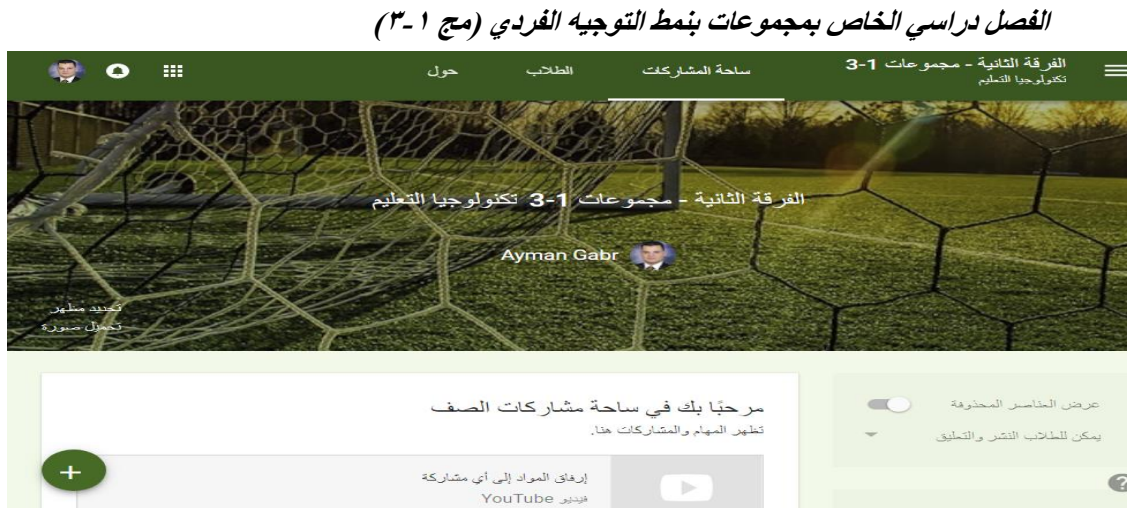 الفصل دراسي الخاص بمجموعات بنمط التوجيه الفردي (مج ١-٣)
الفرقة الثانية - مجموعات 1-3
تكنولوجيا التعليم
ساحة المشاركات
الطلاب
حول
الفرقة الثانية - مجموعات 1-3 تكنولوجيا التعليم
Ayman Gabr
تحديد مظهر
تحميل صورة
عرض العناصر المحذوفة
يمكن للطلاب النشر والتعليق
مرحبًا بك في ساحة مشاركات الصف
تظهر المهام والمشاركات هنا.
إرفاق المواد إلى أي مشاركة
فيديو YouTube